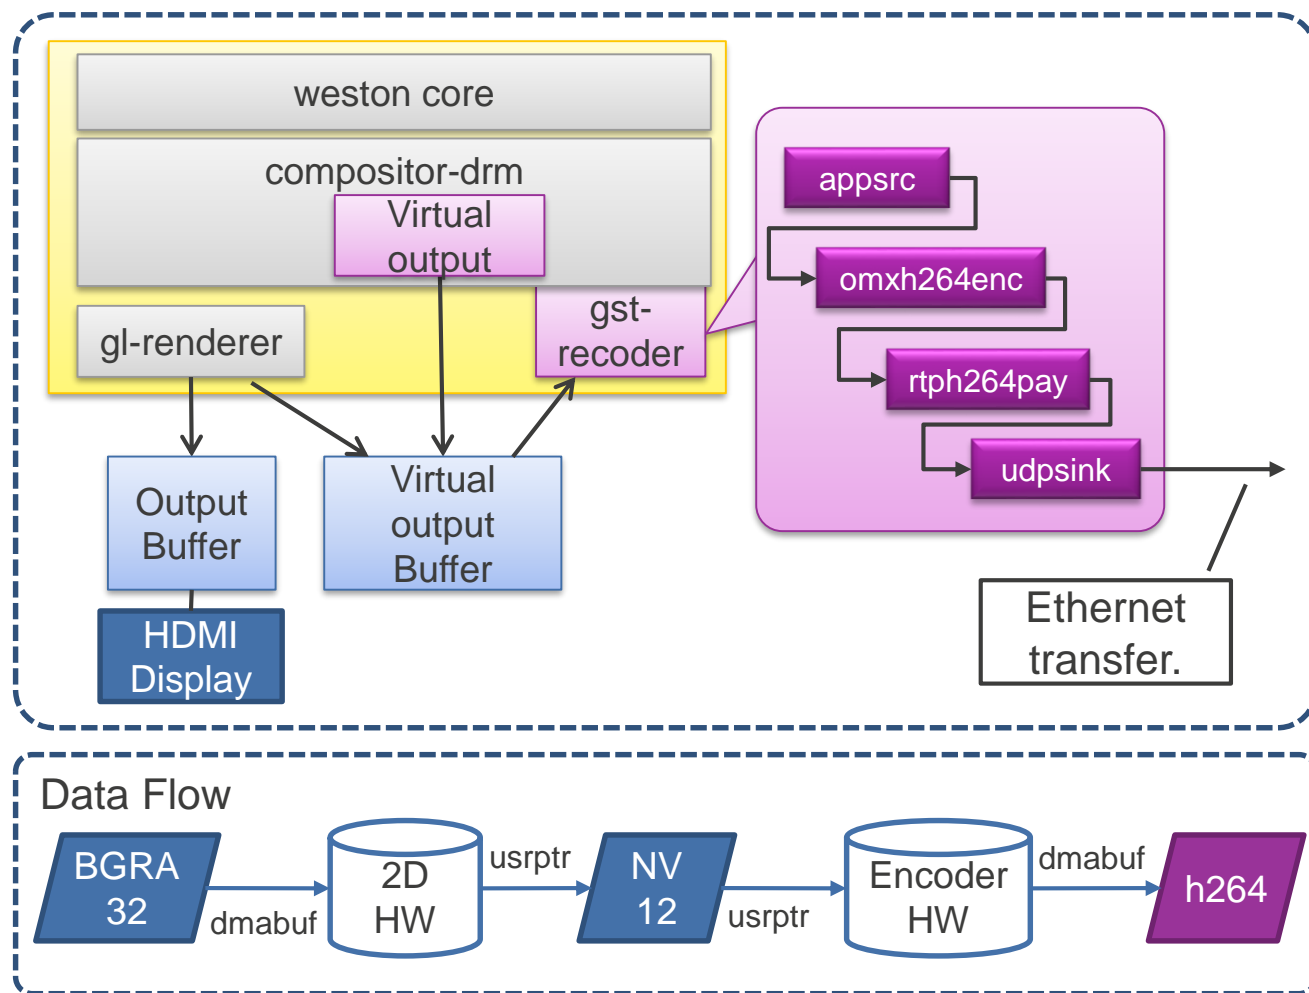 weston core
compositor-drm
Virtual
output
gl-renderer
gst-
recoder
appsrc
omxh264enc
rtph264pay
udpsink
Output
Buffer
Virtual
output
Buffer
HDMI
Display
Ethernet
transfer.
Data Flow
BGRA
32
dmabuf
2D
HW
usrptr
NV
12
usrptr
Encoder
HW
dmabuf
h264